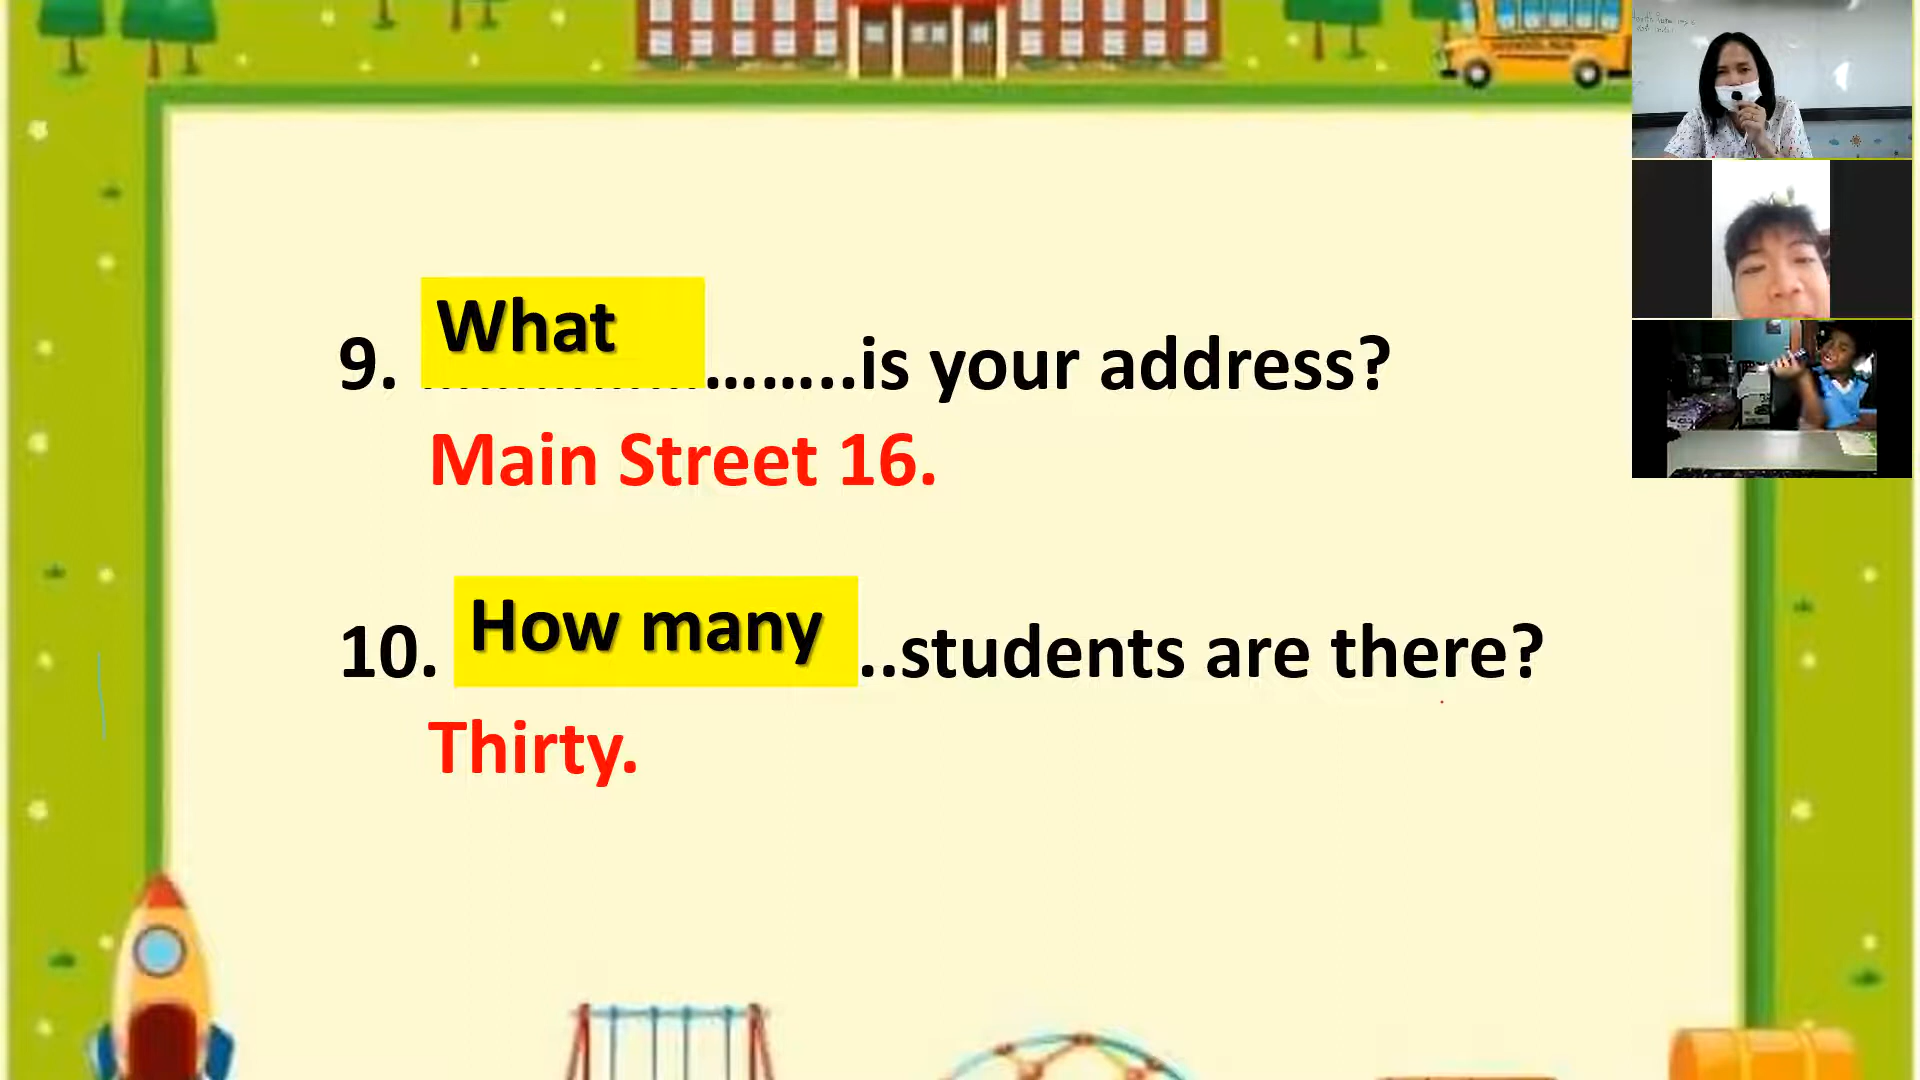 What
9. ....................……..is your address?
Main Street 16.
How many
10. ..students are there?
Thirty.